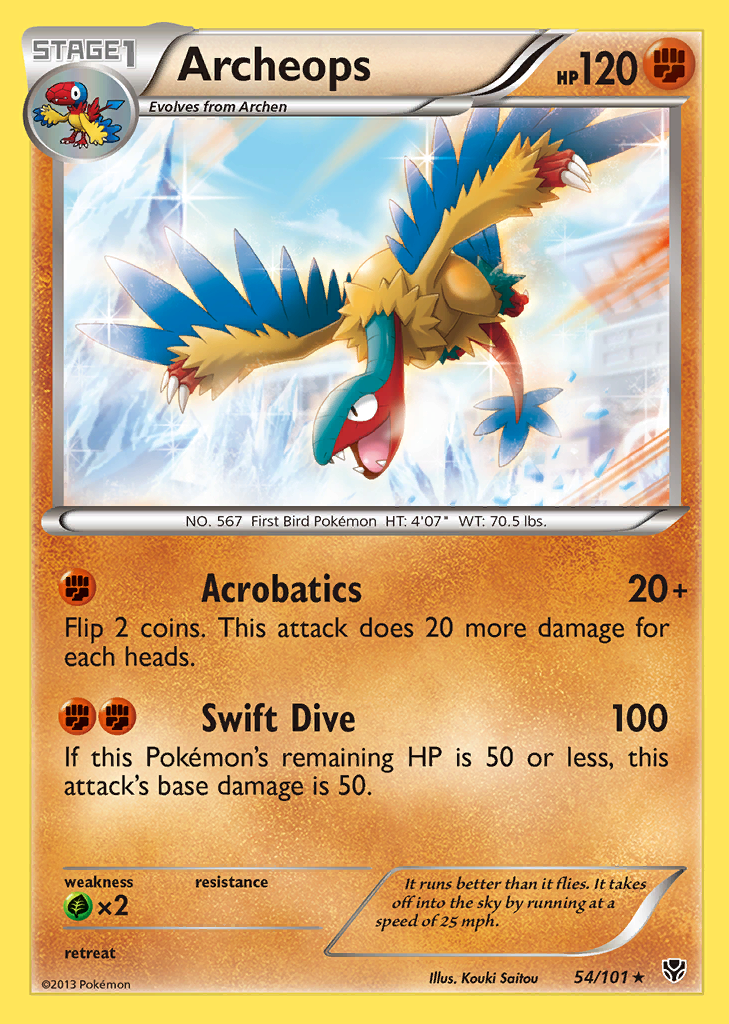 STAGE1
Archeops
HP120
Evolves from Archen
NO. 567 First Bird Pokémon HT: 4'07" WT: 70.5 lbs.
Acrobatics 20+
Flip 2 coins. This attack does 20 more damage for
each heads.
Swift Dive 100
If this Pokémon's remaining HP is 50 or less, this
attack's base damage is 50.
weakness resistance
×2
It runs better than it flies. It takes
off into the sky by running at a
speed of 25 mph.
retreat
©2013 Pokémon
Illus. Kouki Saitou 54/101 ★